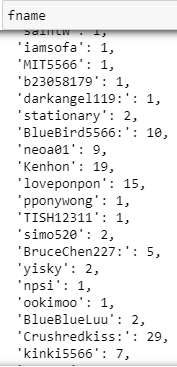 fname
'saintw': 1,
'iamsofa': 1,
'MIT5566': 1,
'b23058179': 1,
'darkangel119:': 1,
'stationary': 2,
'BlueBird5566:': 10,
'neoa01': 9,
'Kenhon': 19,
'loveponpon': 15,
'pponywong': 1,
'TISH12311': 1,
'simo520': 2,
'BruceChen227:': 5,
'yisky': 2,
'npsi': 1,
'ookimoo': 1,
'BlueBlueLuu': 2,
'Crushredkiss:': 29,
'kinki5566': 7,